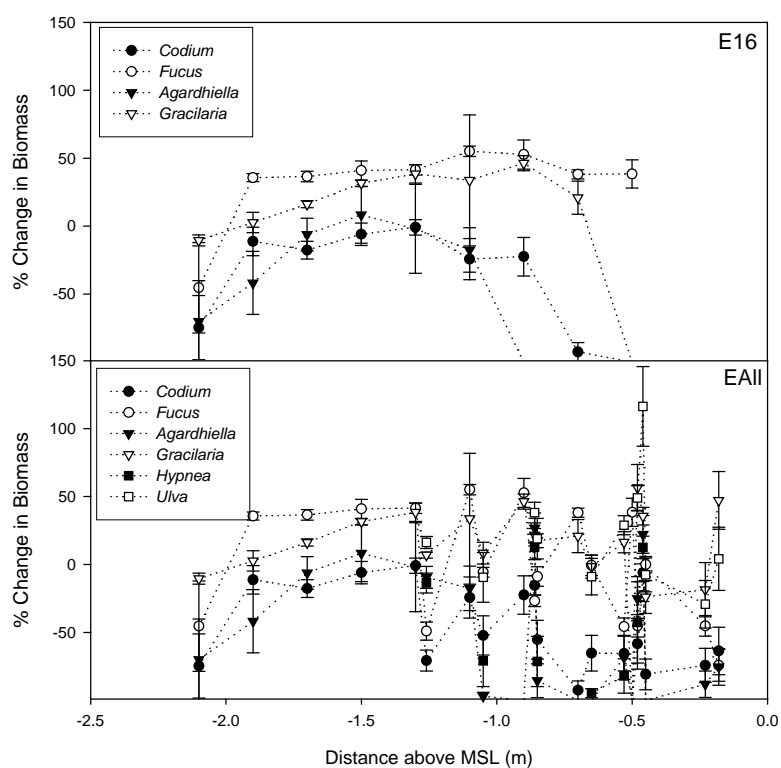 150
E16
Codium
Fucus
Agardhiella
Gracilaria
100
50
0
-50
% Change in Biomass
150
EAll
Codium
Fucus
Agardhiella
Gracilaria
Hypnea
Ulva
100
50
0
-50
% Change in Biomass
-2.5 -2.0 -1.5 -1.0 -0.5 0.0
Distance above MSL (m)